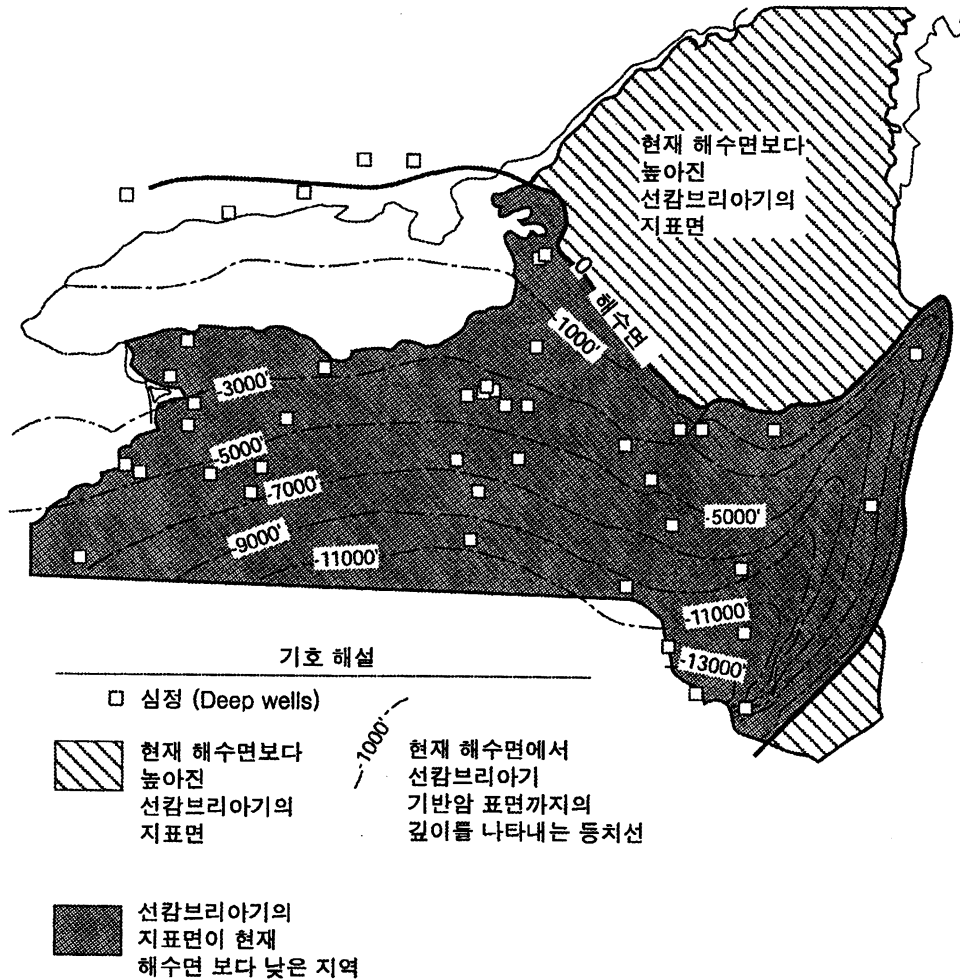 현재 해수면보다
높아진
선캄브리아기의
지표면
0 해수면
-1000'
-3000'
-5000'
-7000'
-9000'
-11000'
-5000'
-11000'
-13000'
기호 해설
심정 (Deep wells)
현재 해수면보다
높아진
선캄브리아기의
지표면
-1000'
현재 해수면에서
선캄브리아기
기반암 표면까지의
깊이를 나타내는 등치선
선캄브리아기의
지표면이 현재
해수면 보다 낮은 지역